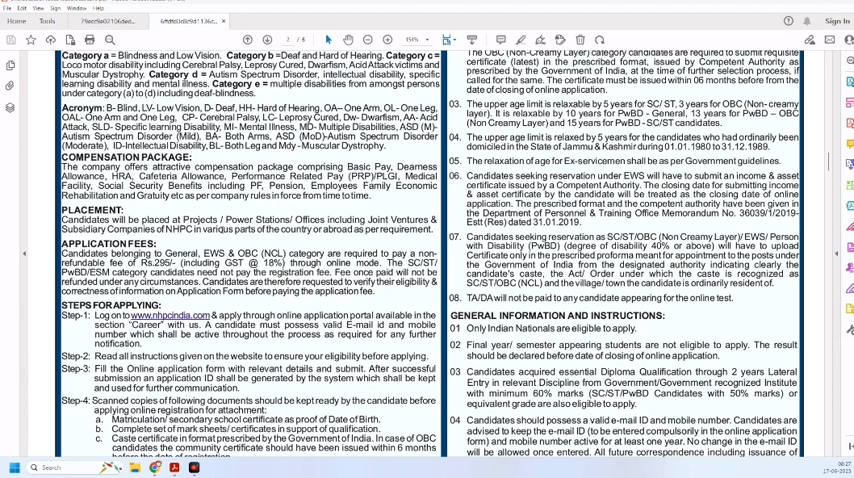 File Edit View Sign Window Help
Home Tools 79ecc9a02106ded... 6fhdfd0d8c9d1136c... × Sign In
2 / 6 151%
Category a = Blindness and Low Vision. Category b =Deaf and Hard of Hearing. Category c =
Loco motor disability including Cerebral Palsy, Leprosy Cured, Dwarfism, Acid Attack victims and
Muscular Dystrophy. Category d = Autism Spectrum Disorder, intellectual disability, specific
learning disability and mental illness. Category e = multiple disabilities from amongst persons
under category (a) to (d) including deaf-blindness.
Acronym: B- Blind, LV- Low Vision, D- Deaf, HH- Hard of Hearing, OA– One Arm, OL- One Leg,
OAL- One Arm and One Leg, CP- Cerebral Palsy, LC- Leprosy Cured, Dw- Dwarfism, AA- Acid
Attack, SLD- Specific learning Disability, MI- Mental Illness, MD- Multiple Disabilities, ASD (M)-
Autism Spectrum Disorder (Mild), BA- Both Arms, ASD (MoD)-Autism Spectrum Disorder
(Moderate), ID-Intellectual Disability, BL- Both Leg and Mdy - Muscular Dystrophy.
COMPENSATION PACKAGE:
The company offers attractive compensation package comprising Basic Pay, Dearness
Allowance, HRA, Cafeteria Allowance, Performance Related Pay (PRP)/PLGI, Medical
Facility, Social Security Benefits including PF, Pension, Employees Family Economic
Rehabilitation and Gratuity etc as per company rules in force from time to time.
PLACEMENT:
Candidates will be placed at Projects / Power Stations/ Offices including Joint Ventures &
Subsidiary Companies of NHPC in various parts of the country or abroad as per requirement.
APPLICATION FEES:
Candidates belonging to General, EWS & OBC (NCL) category are required to pay a non-
refundable fee of Rs.295/- (including GST @ 18%) through online mode. The SC/ST/
PwBD/ESM category candidates need not pay the registration fee. Fee once paid will not be
refunded under any circumstances. Candidates are therefore requested to verify their eligibility &
correctness of information on Application Form before paying the application fee.
STEPS FOR APPLYING:
Step-1: Log on to www.nhpcindia.com & apply through online application portal available in the
section "Career" with us. A candidate must possess valid E-mail id and mobile
number which shall be active throughout the process as required for any further
notification.
Step-2: Read all instructions given on the website to ensure your eligibility before applying.
Step-3: Fill the Online application form with relevant details and submit. After successful
submission an application ID shall be generated by the system which shall be kept
and used for further communication.
Step-4: Scanned copies of following documents should be kept ready by the candidate before
applying online registration for attachment:
a. Matriculation/ secondary school certificate as proof of Date of Birth.
b. Complete set of mark sheets/ certificates in support of qualification.
c. Caste certificate in format prescribed by the Government of India. In case of OBC
candidates the community certificate should have been issued within 6 months
before the date of registration.
The OBC (Non-Creamy Layer) category candidates are required to submit requisite
certificate (latest) in the prescribed format, issued by Competent Authority as
prescribed by the Government of India, at the time of further selection process, if
called for the same. The certificate must be issued within 06 months before from the
date of closing of online application.
03. The upper age limit is relaxable by 5 years for SC/ ST, 3 years for OBC (Non- creamy
layer). It is relaxable by 10 years for PwBD - General, 13 years for PwBD – OBC
(Non Creamy Layer) and 15 years for PwBD - SC/ST candidates.
04. The upper age limit is relaxed by 5 years for the candidates who had ordinarily been
domiciled in the State of Jammu & Kashmir during 01.01.1980 to 31.12.1989.
05. The relaxation of age for Ex-servicemen shall be as per Government guidelines.
06. Candidates seeking reservation under EWS will have to submit an income & asset
certificate issued by a Competent Authority. The closing date for submitting income
& asset certificate by the candidate will be treated as the closing date of online
application. The prescribed format and the competent authority have been given in
the Department of Personnel & Training Office Memorandum No. 36039/1/2019-
Estt (Res) dated 31.01.2019.
07. Candidates seeking reservation as SC/ST/OBC (Non Creamy Layer)/ EWS/ Person
with Disability (PwBD) (degree of disability 40% or above) will have to upload
Certificate only in the prescribed proforma meant for appointment to the posts under
the Government of India from the designated authority indicating clearly the
candidate's caste, the Act/ Order under which the caste is recognized as
SC/ST/OBC (NCL) and the village/ town the candidate is ordinarily resident of.
08. TA/DA will not be paid to any candidate appearing for the online test.
GENERAL INFORMATION AND INSTRUCTIONS:
01 Only Indian Nationals are eligible to apply.
02 Final year/ semester appearing students are not eligible to apply. The result
should be declared before date of closing of online application.
03 Candidates acquired essential Diploma Qualification through 2 years Lateral
Entry in relevant Discipline from Government/Government recognized Institute
with minimum 60% marks (SC/ST/PwBD Candidates with 50% marks) or
equivalent grade are also eligible to apply.
04 Candidates should possess a valid e-mail ID and mobile number. Candidates are
advised to keep the e-mail ID (to be entered compulsorily in the online application
form) and mobile number active for at least one year. No change in the e-mail ID
will be allowed once entered. All future correspondence including issuance of
Search
08:27
17-06-2023